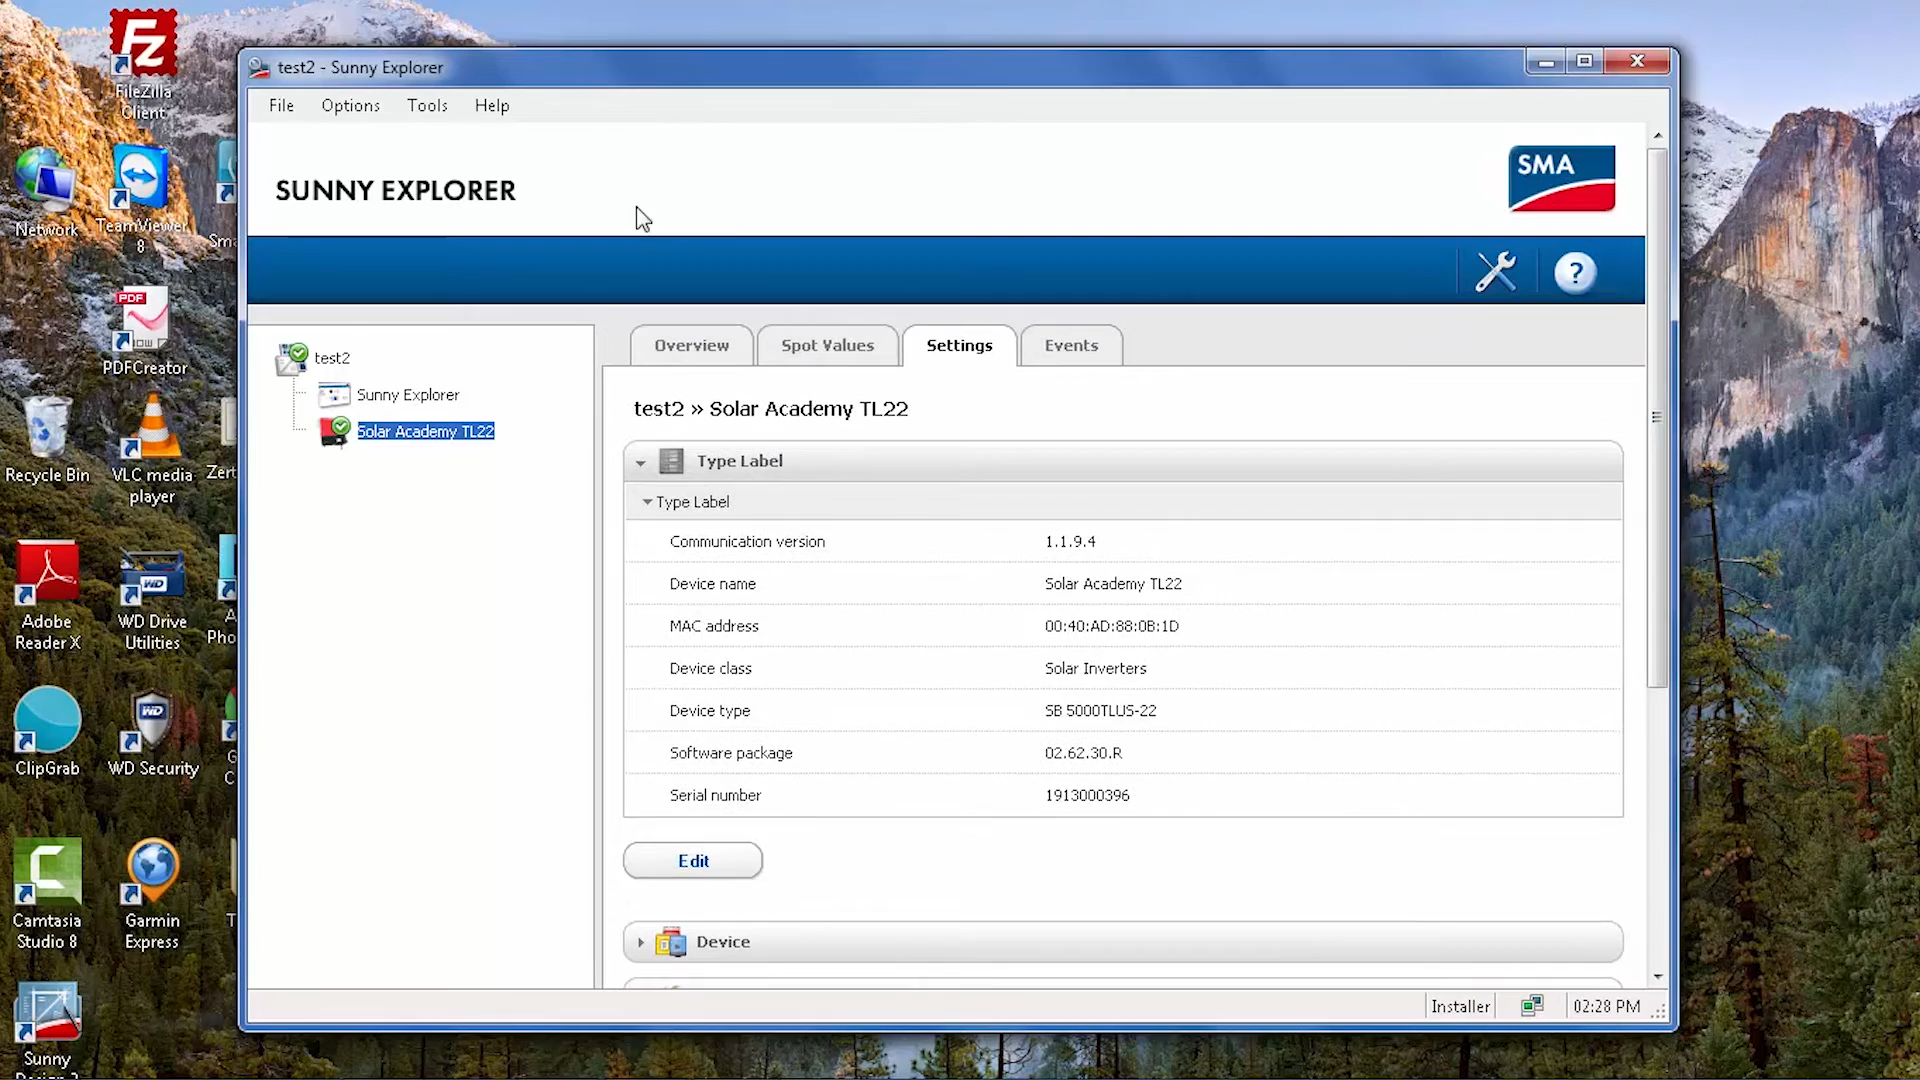 FileZilla
Client
Network
TeamViewer
8
PDF
PDFCreator
Recycle Bin
VLC media
player
Zert
Adobe
Reader X
WD
WD Drive
Utilities
Pho
ClipGrab
WD
WD Security
Camtasia
Studio 8
Garmin
Express
Sunny
test2 - Sunny Explorer
File Options Tools Help
SUNNY EXPLORER
SMA
?
test2
Sunny Explorer
Solar Academy TL22
Overview Spot Values Settings Events
test2 » Solar Academy TL22
Type Label
Type Label
Communication version 1.1.9.4
Device name Solar Academy TL22
MAC address 00:40:AD:88:0B:1D
Device class Solar Inverters
Device type SB 5000TLUS-22
Software package 02.62.30.R
Serial number 1913000396
Edit
Device
Installer 02:28 PM